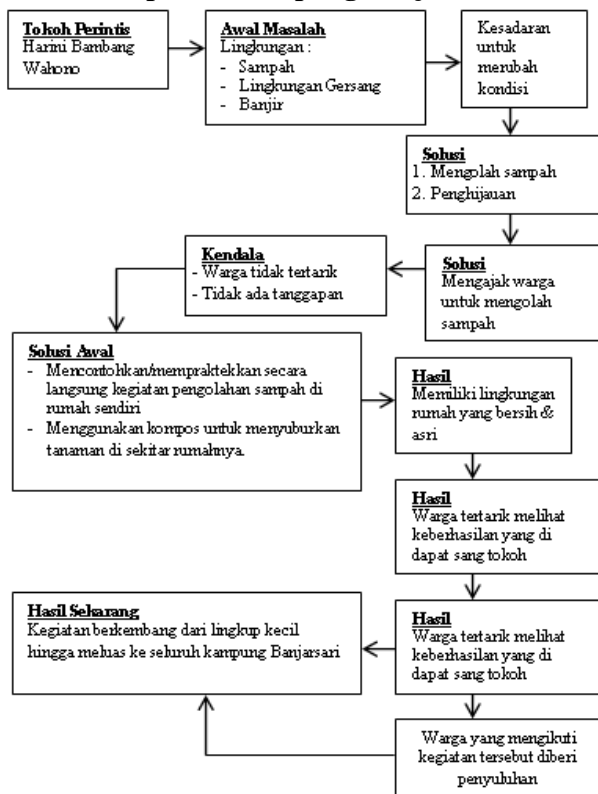 Tokoh Perintis
Harini Bambang
Wahono
Awal Masalah
Lingkungan :
- Sampah
- Lingkungan Gersang
- Banjir
Kesadaran
untuk
merubah
kondisi
Solusi
1. Mengolah sampah
2. Penghijauan
Solusi
Mengajak warga
untuk mengolah
sampah
Kendala
- Warga tidak tertarik
- Tidak ada tanggapan
Solusi Awal
- Mencontohkan/mempraktekkan secara
langsung kegiatan pengolahan sampah di
rumah sendiri
- Menggunakan kompos untuk menyuburkan
tanaman di sekitar rumahnya.
Hasil
Memiliki lingkungan
rumah yang bersih &
asri
Hasil
Warga tertarik melihat
keberhasilan yang di
dapat sang tokoh
Hasil
Warga tertarik melihat
keberhasilan yang di
dapat sang tokoh
Hasil Sekarang
Kegiatan berkembang dari lingkup kecil
hingga meluas ke seluruh kampung Banjarsari
Warga yang mengikuti
kegiatan tersebut diberi
penyuluhan